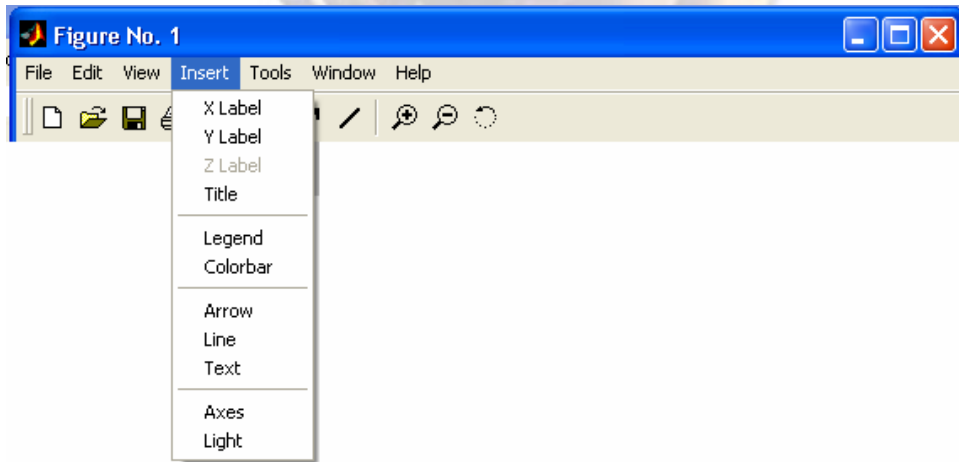 Figure No. 1
File Edit View Insert Tools Window Help
X Label
Y Label
Z Label
Title
Legend
Colorbar
Arrow
Line
Text
Axes
Light